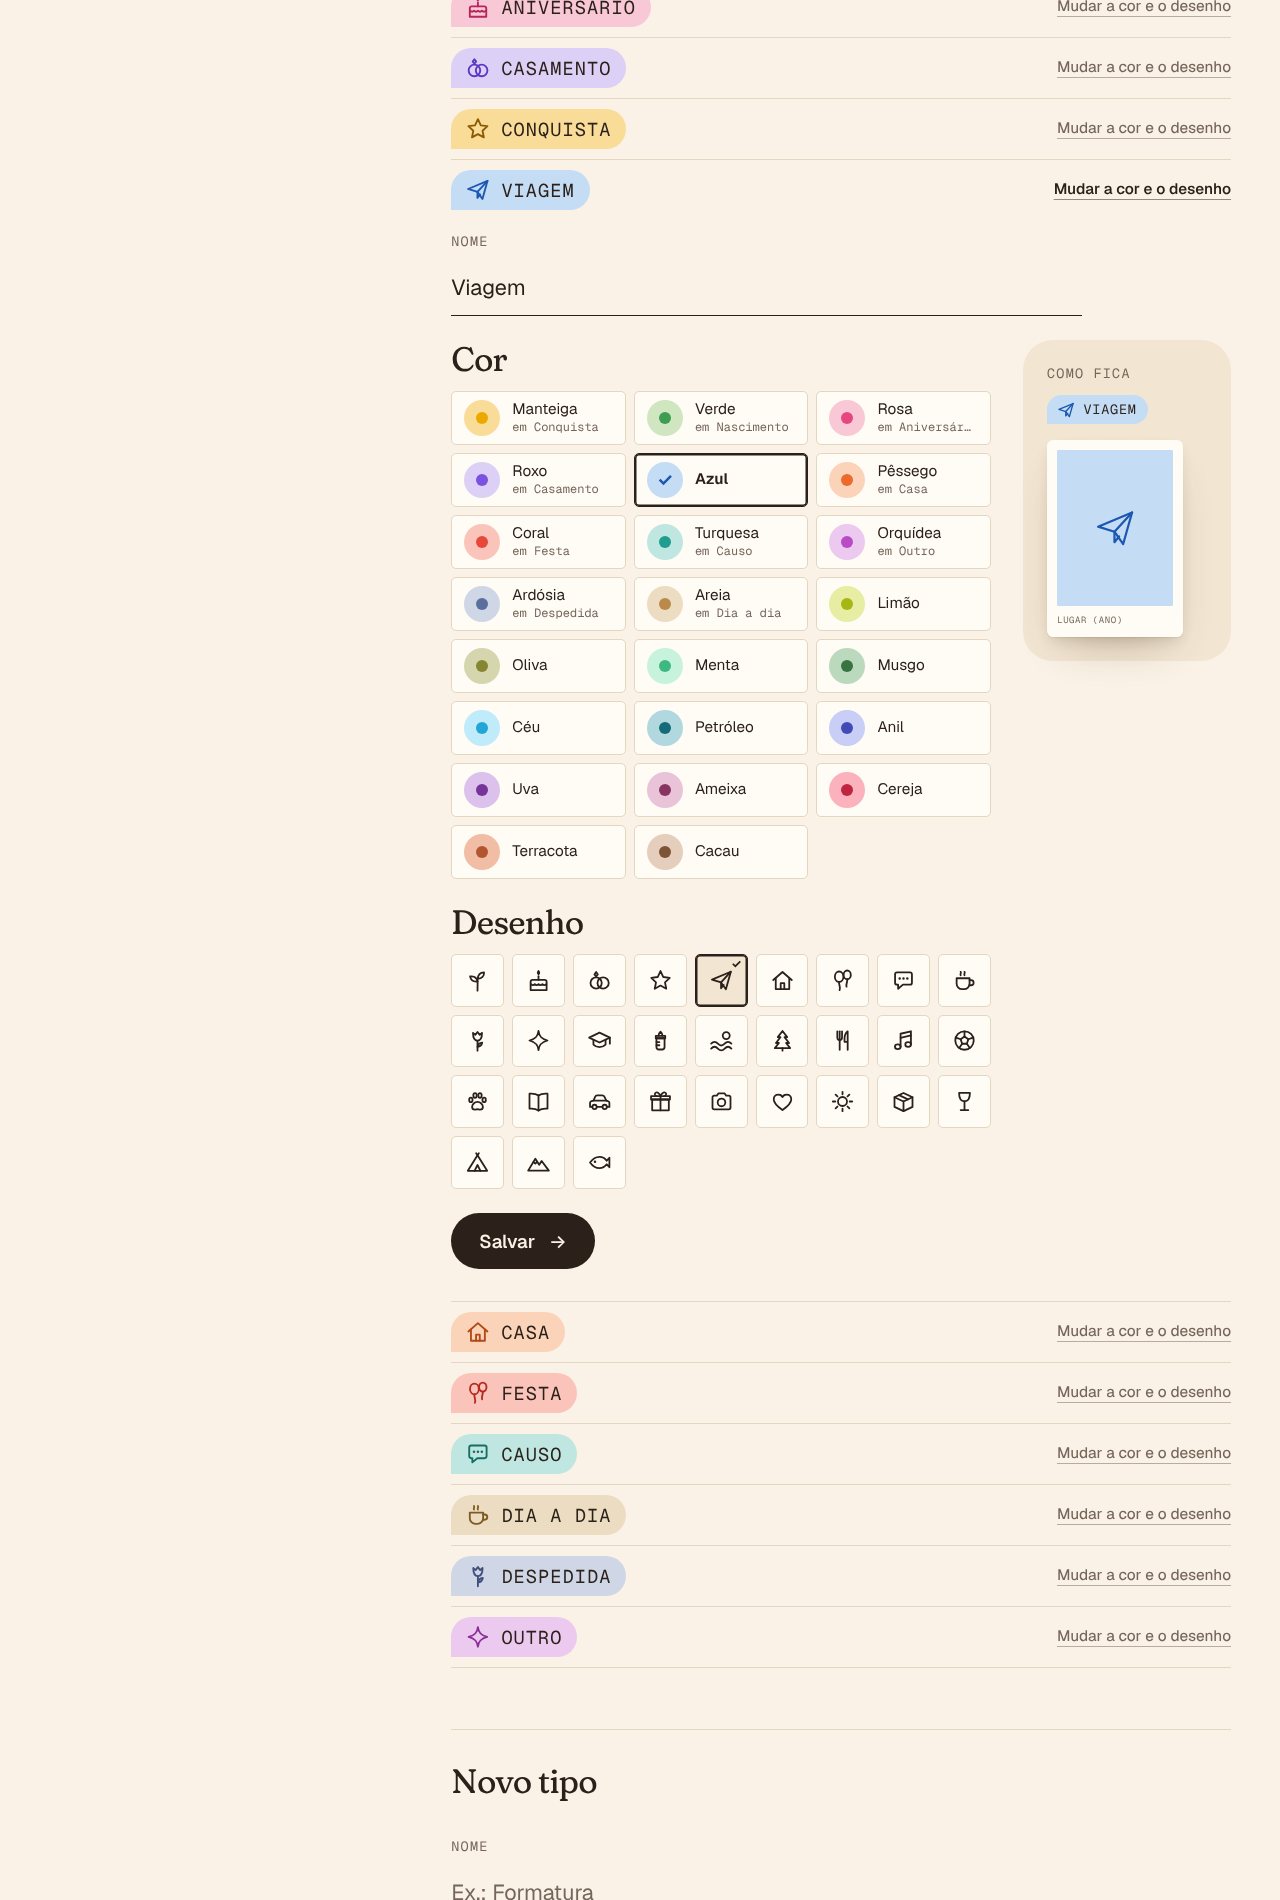 ANIVERSÁRIO
Mudar a cor e o desenho
CASAMENTO
Mudar a cor e o desenho
CONQUISTA
Mudar a cor e o desenho
VIAGEM
Mudar a cor e o desenho
NOME
Viagem
Cor
Manteiga
em Conquista
Verde
em Nascimento
Rosa
em Aniversár…
Roxo
em Casamento
Azul
Pêssego
em Casa
Coral
em Festa
Turquesa
em Causo
Orquídea
em Outro
Ardósia
em Despedida
Areia
em Dia a dia
Limão
Oliva
Menta
Musgo
Céu
Petróleo
Anil
Uva
Ameixa
Cereja
Terracota
Cacau
COMO FICA
VIAGEM
LUGAR (ANO)
Desenho
Salvar →
CASA
Mudar a cor e o desenho
FESTA
Mudar a cor e o desenho
CAUSO
Mudar a cor e o desenho
DIA A DIA
Mudar a cor e o desenho
DESPEDIDA
Mudar a cor e o desenho
OUTRO
Mudar a cor e o desenho
Novo tipo
NOME
Ex.: Formatura